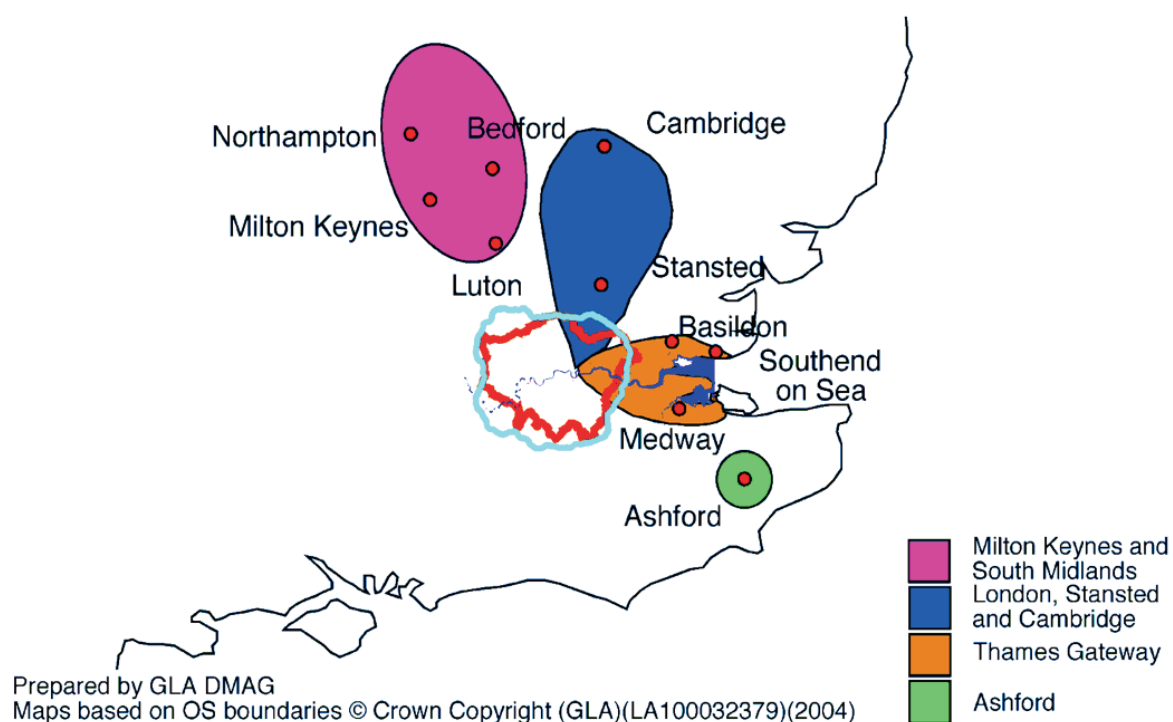 Northampton
Bedford
Cambridge
Milton Keynes
Luton
Stansted
Basildon
Southend
on Sea
Medway
Ashford
Milton Keynes and
South Midlands
London, Stansted
and Cambridge
Thames Gateway
Ashford
Prepared by GLA DMAG
Maps based on OS boundaries © Crown Copyright (GLA)(LA100032379)(2004)